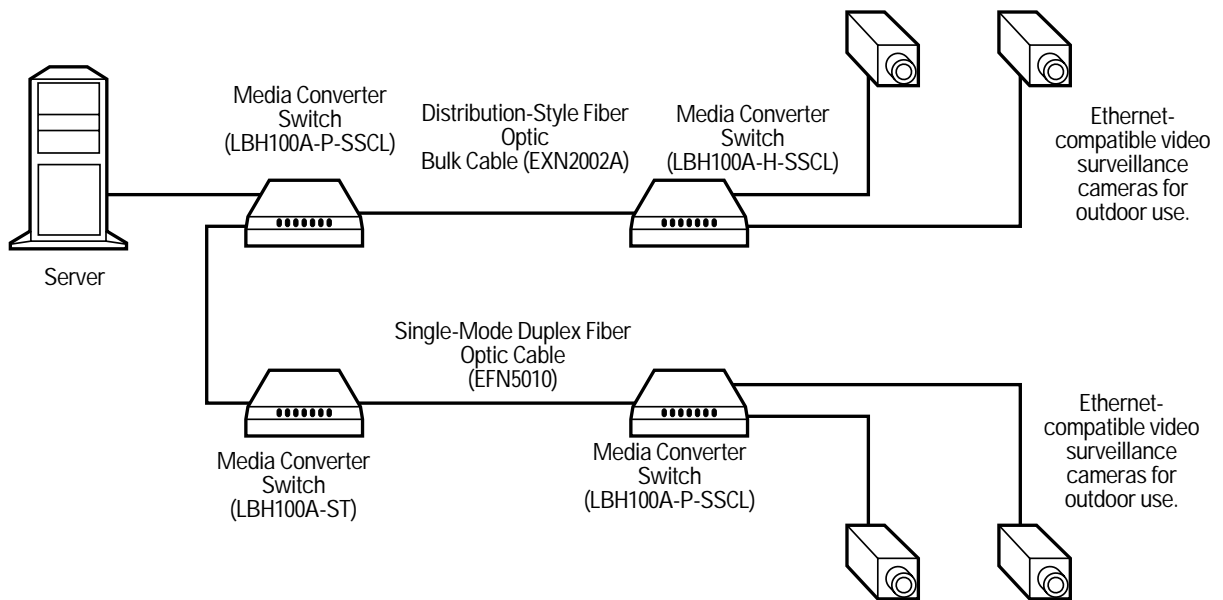 Media Converter
Switch
(LBH100A-P-SSCL)
Distribution-Style Fiber
Optic
Bulk Cable (EXN2002A)
Media Converter
Switch
(LBH100A-H-SSCL)
Ethernet-
compatible video
surveillance
cameras for
outdoor use.
Server
Single-Mode Duplex Fiber
Optic Cable
(EFN5010)
Media Converter
Switch
(LBH100A-ST)
Media Converter
Switch
(LBH100A-P-SSCL)
Ethernet-
compatible video
surveillance
cameras for
outdoor use.